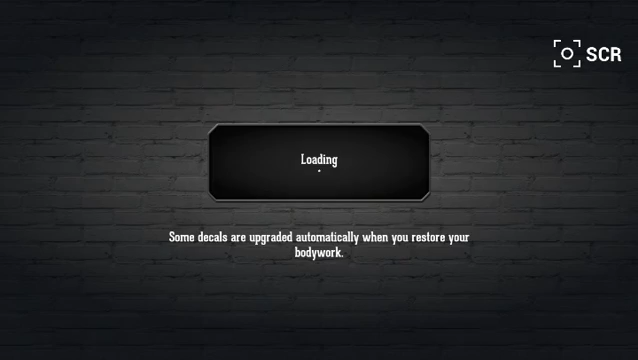 SCR
Loading
Some decals are upgraded automatically when you restore your
bodywork.